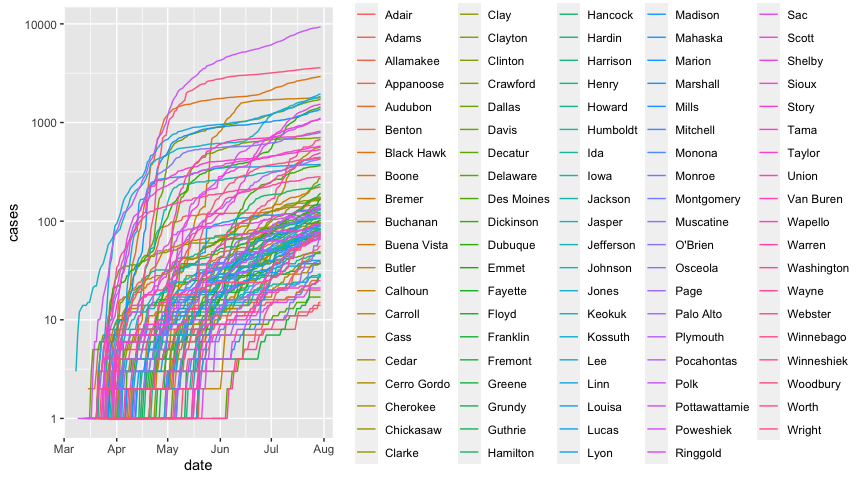 cases
10000
1000
100
10
1
Mar
Apr
May
Jun
Jul
Aug
date
Adair
Adams
Allamakee
Appanoose
Audubon
Benton
Black Hawk
Boone
Bremer
Buchanan
Buena Vista
Butler
Calhoun
Carroll
Cass
Cedar
Cerro Gordo
Cherokee
Chickasaw
Clarke
Clay
Clayton
Clinton
Crawford
Dallas
Davis
Decatur
Delaware
Des Moines
Dickinson
Dubuque
Emmet
Fayette
Floyd
Franklin
Fremont
Greene
Grundy
Guthrie
Hamilton
Hancock
Hardin
Harrison
Henry
Howard
Humboldt
Ida
Iowa
Jackson
Jasper
Jefferson
Johnson
Jones
Keokuk
Kossuth
Lee
Linn
Louisa
Lucas
Lyon
Madison
Mahaska
Marion
Marshall
Mills
Mitchell
Monona
Monroe
Montgomery
Muscatine
O'Brien
Osceola
Page
Palo Alto
Plymouth
Pocahontas
Polk
Pottawattamie
Poweshiek
Ringgold
Sac
Scott
Shelby
Sioux
Story
Tama
Taylor
Union
Van Buren
Wapello
Warren
Washington
Wayne
Webster
Winnebago
Winneshiek
Woodbury
Worth
Wright